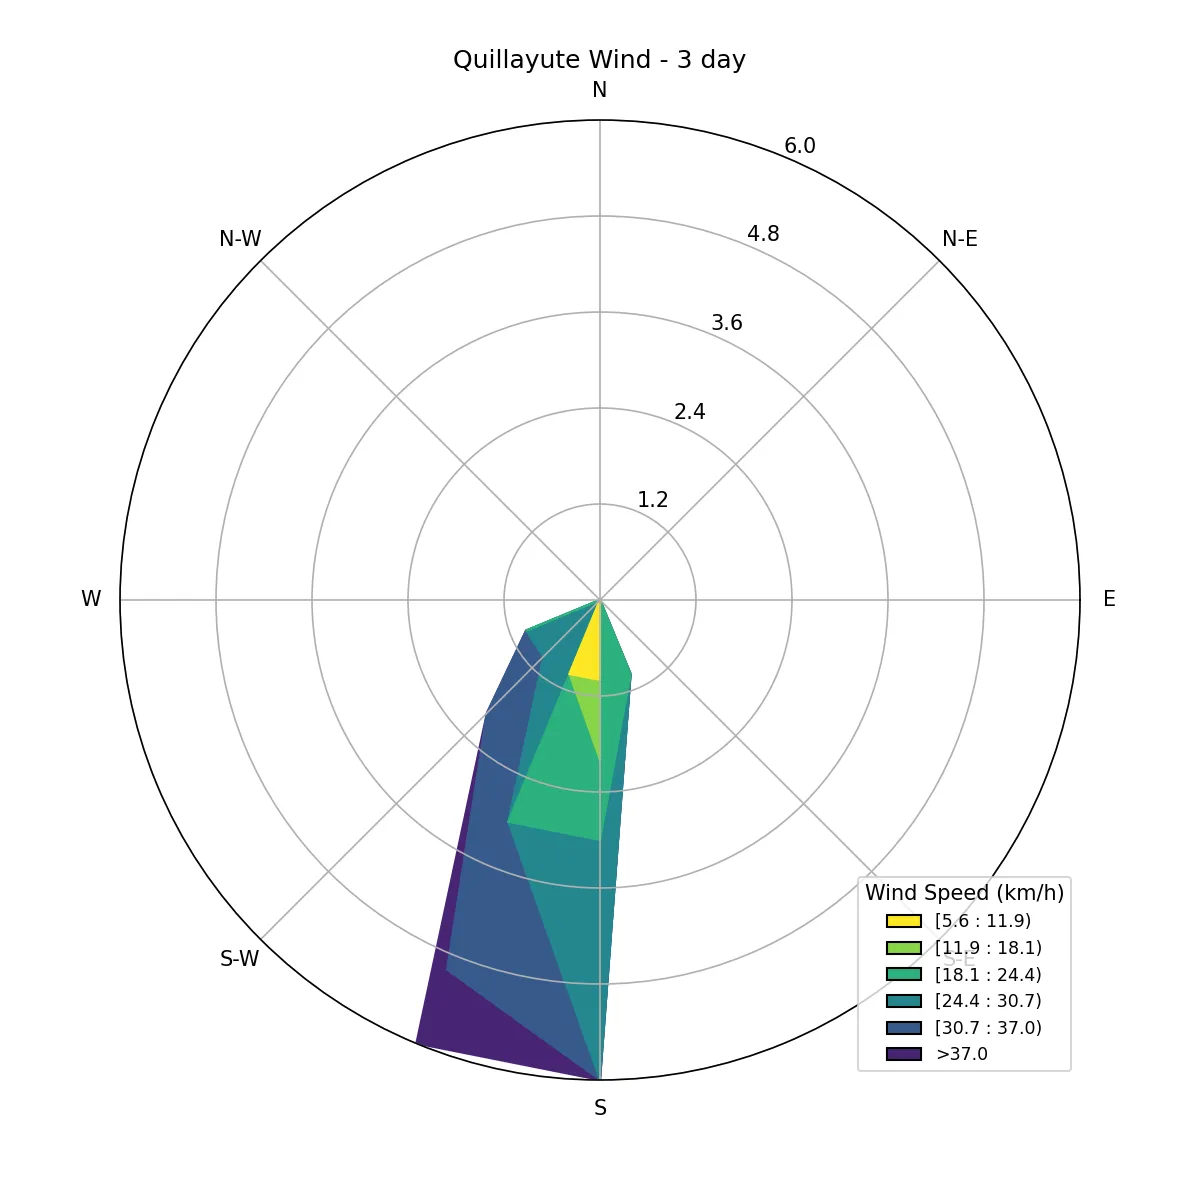 Quillayute Wind - 3 day
N
6.0
4.8
N-W
N-E
3.6
2.4
1.2
W
E
Wind Speed (km/h)
[5.6 : 11.9)
[11.9 : 18.1)
S-W
S-E
[18.1 : 24.4)
[24.4 : 30.7)
[30.7 : 37.0)
>37.0
S